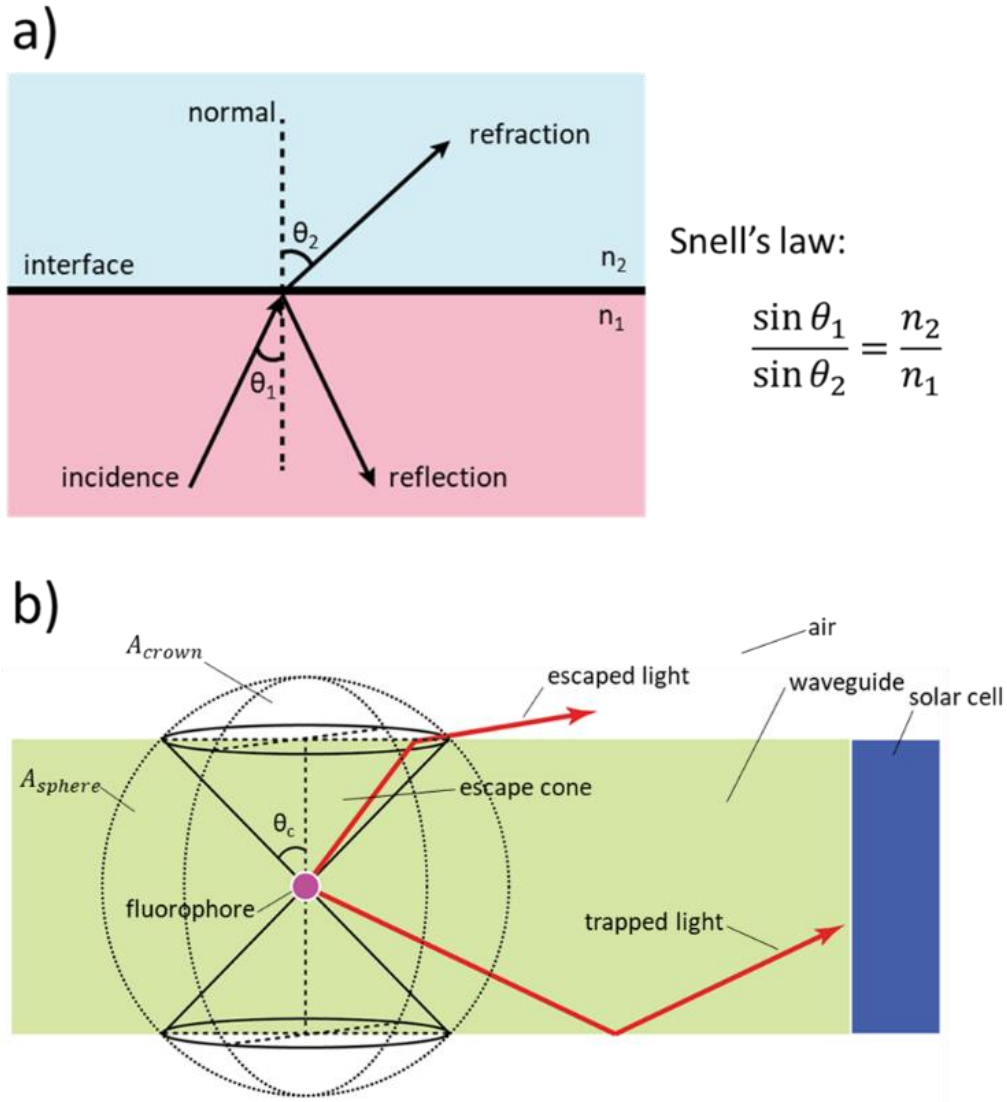 a)
normal
refraction
θ₂
interface
n₂
n₁
θ₁
incidence
reflection
Snell's law:
sin θ₁ / sin θ₂ = n₂ / n₁
b)
A_crown
air
escaped light
waveguide
solar cell
A_sphere
escape cone
θc
fluorophore
trapped light